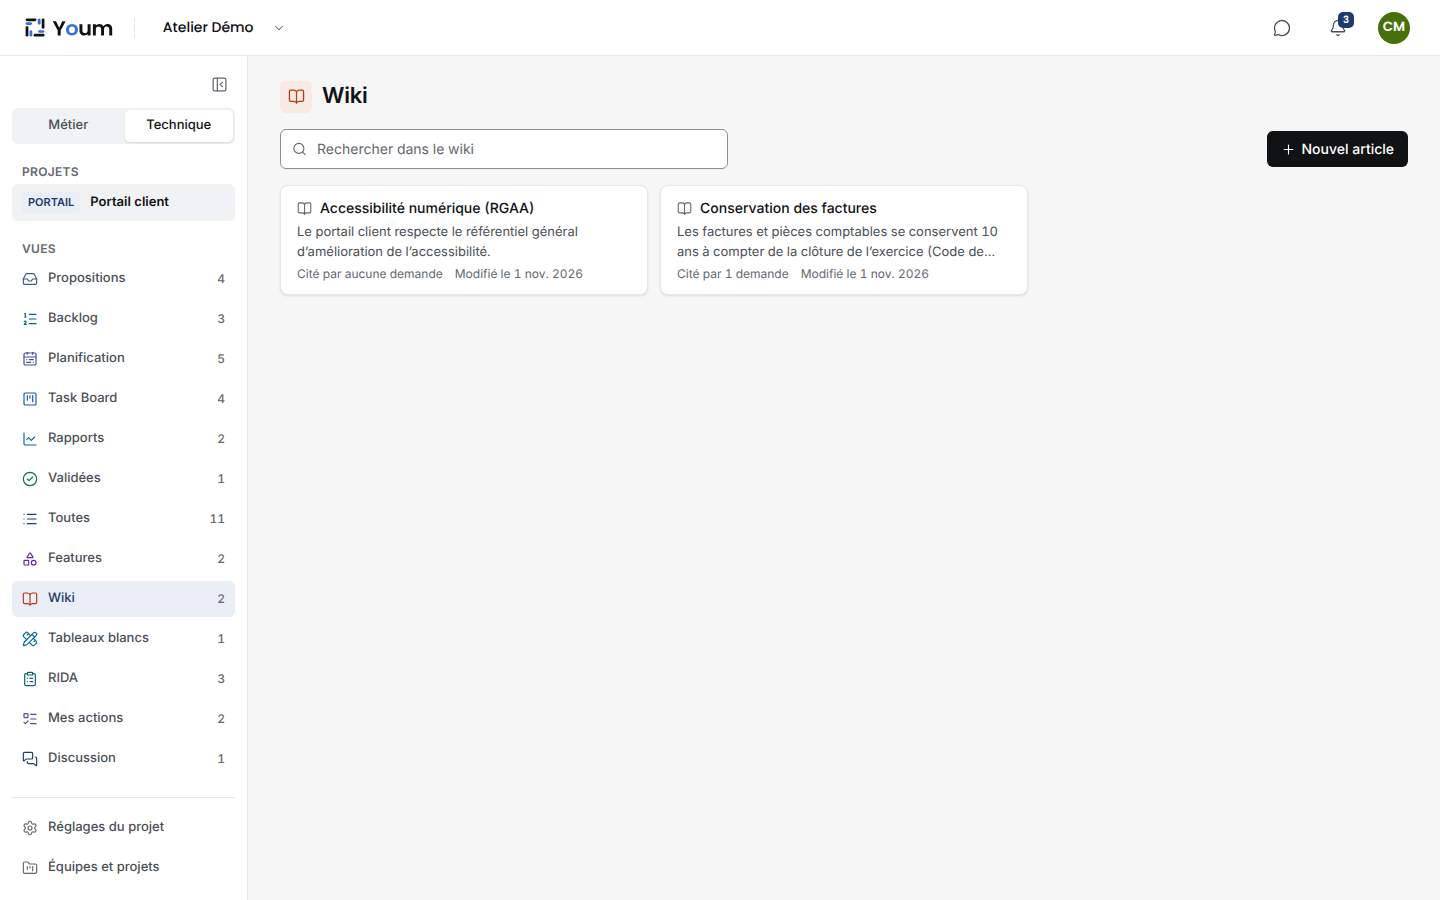 Youm
Atelier Démo
3
CM
Métier
Technique
PROJETS
PORTAIL Portail client
VUES
Propositions 4
Backlog 3
Planification 5
Task Board 4
Rapports 2
Validées 1
Toutes 11
Features 2
Wiki 2
Tableaux blancs 1
RIDA 3
Mes actions 2
Discussion 1
Réglages du projet
Équipes et projets
Wiki
Rechercher dans le wiki
Nouvel article
Accessibilité numérique (RGAA)
Le portail client respecte le référentiel général
d’amélioration de l’accessibilité.
Cité par aucune demande Modifié le 1 nov. 2026
Conservation des factures
Les factures et pièces comptables se conservent 10
ans à compter de la clôture de l’exercice (Code de…
Cité par 1 demande Modifié le 1 nov. 2026